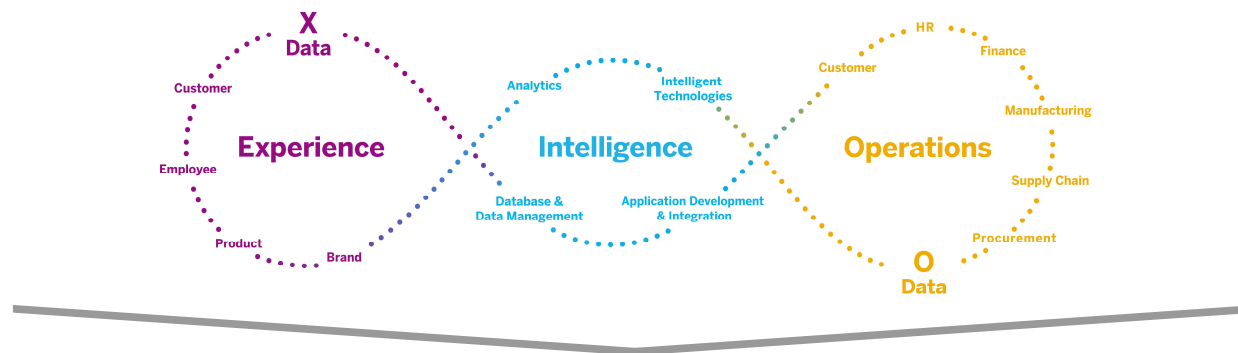 X
Data
Customer
Employee
Product
Brand
Experience
Analytics
Intelligent
Technologies
Intelligence
Database &
Data Management
Application Development
& Integration
Customer
HR
Finance
Manufacturing
Supply Chain
Procurement
Operations
O
Data